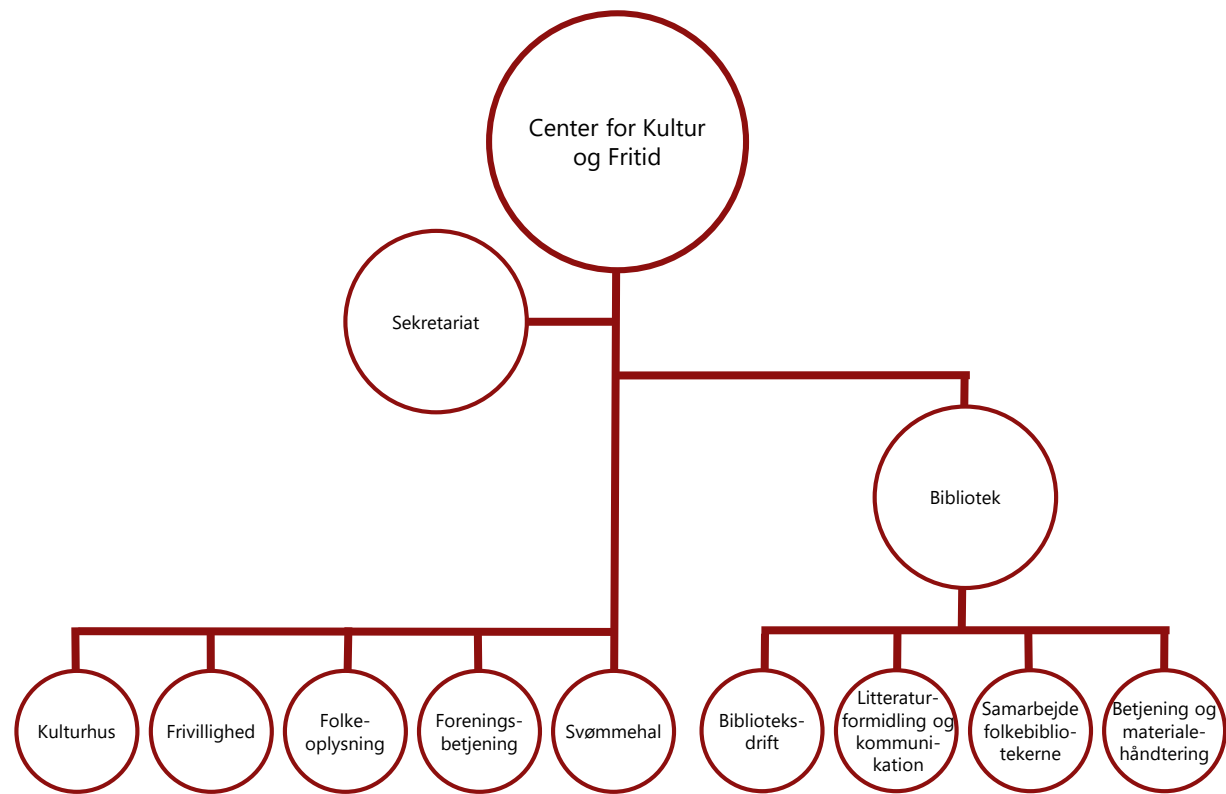 Center for Kultur
og Fritid
Sekretariat
Bibliotek
Kulturhus
Frivillighed
Folke-
oplysning
Forenings-
betjening
Svømmehal
Biblioteks-
drift
Litteratur-
formidling og
kommuni-
kation
Samarbejde
folkebiblio-
tekerne
Betjening og
materiale-
håndtering